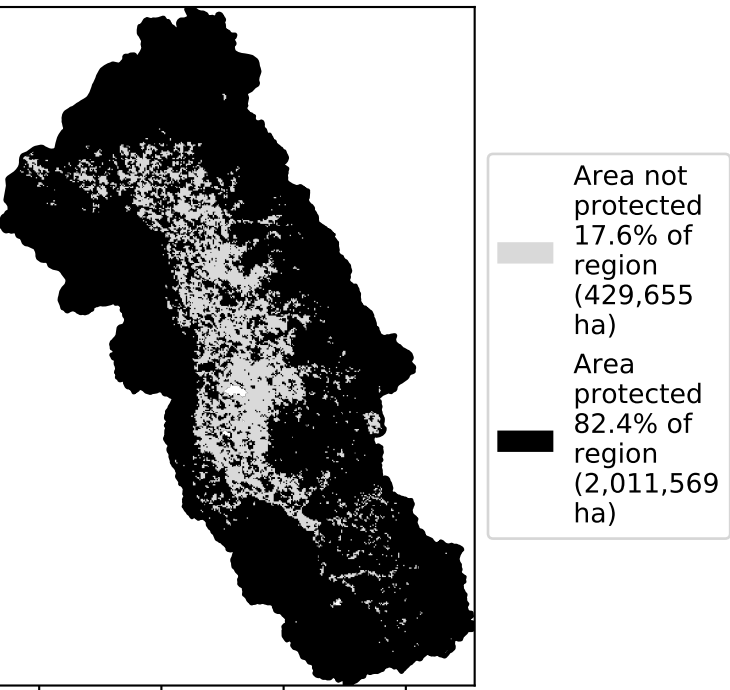 Area not
protected
17.6% of
region
(429,655
ha)
Area
protected
82.4% of
region
(2,011,569
ha)